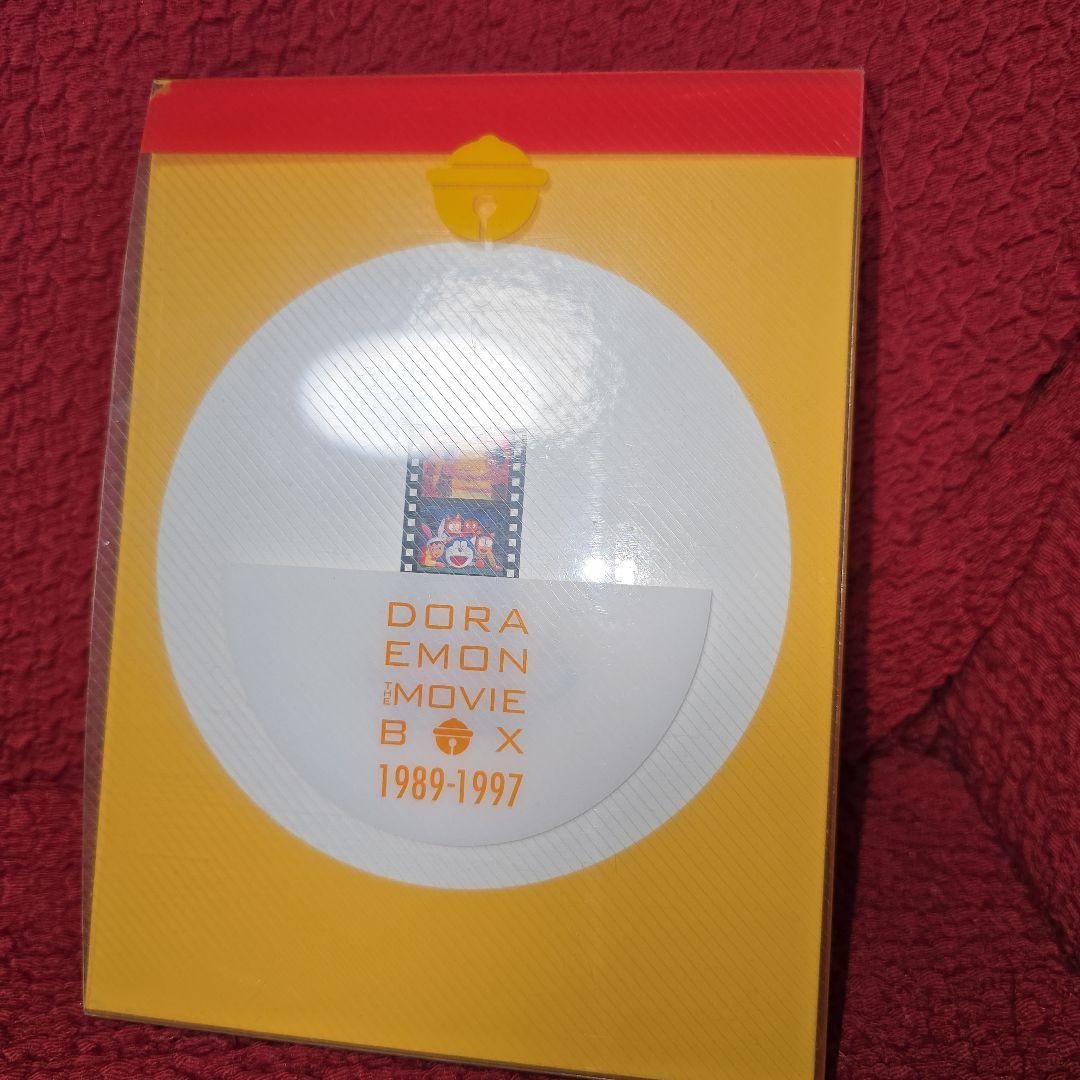 DORA
EMON
THE MOVIE
B X
1989-1997